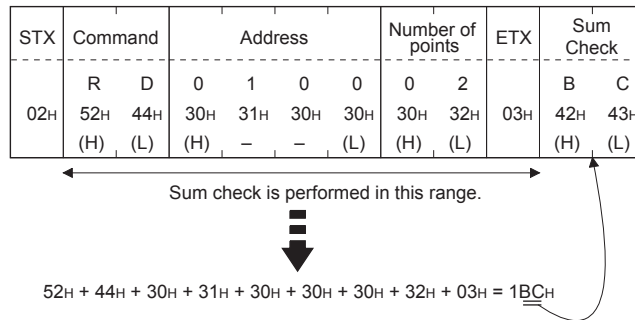 STX Command Address Number of points ETX Sum Check
R D 0 1 0 0 0 2 B C
02H 52H 44H 30H 31H 30H 30H 30H 32H 03H 42H 43H
(H) (L) (H) – – (L) (H) (L) (H) (L)
Sum check is performed in this range.
52H + 44H + 30H + 31H + 30H + 30H + 30H + 32H + 03H = 1BCH